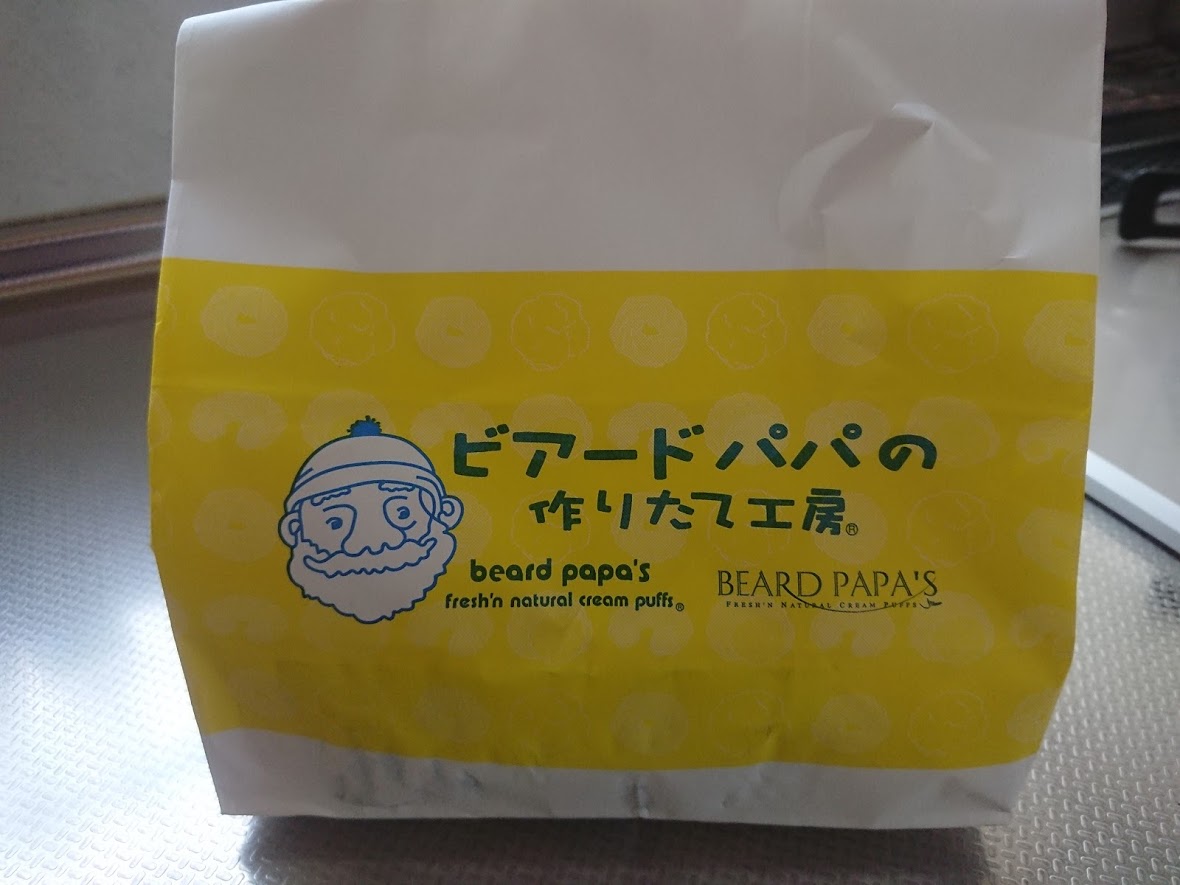 ビアードパパの
作りたて工房®
beard papa's
fresh'n natural cream puffs®
BEARD PAPA'S
FRESH'N NATURAL CREAM PUFFS